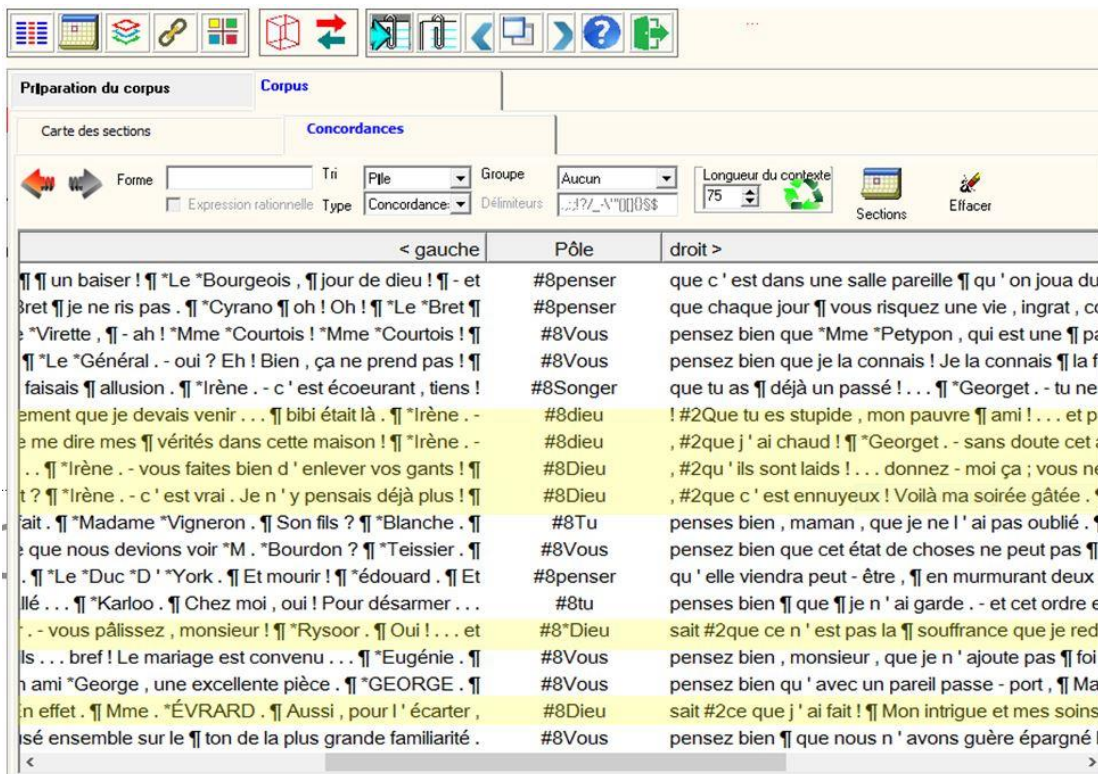 ...
Préparation du corpus Corpus
Carte des sections Concordances
Forme Tri Pôle Groupe Aucun Longueur du contexte
Expression rationnelle Type Concordance: Délimiteurs .,:;!?/_-\'"()[]{}§$ 75 Sections Effacer
< gauche Pôle droit >
¶ ¶ un baiser ! ¶ *Le *Bourgeois , ¶ jour de dieu ! ¶ - et #8penser que c ' est dans une salle pareille ¶ qu ' on joua du
Bret ¶ je ne ris pas . ¶ *Cyrano ¶ oh ! Oh ! ¶ *Le *Bret ¶ #8penser que chaque jour ¶ vous risquez une vie , ingrat ,
*Virette , ¶ - ah ! *Mme *Courtois ! *Mme *Courtois ! ¶ #8Vous pensez bien que *Mme *Petypon , qui est une ¶
¶ *Le *Général . - oui ? Eh ! Bien , ça ne prend pas ! ¶ #8Vous pensez bien que je la connais ! Je la connais ¶ la
faisais ¶ allusion . ¶ *Irène . - c ' est écoeurant , tiens ! #8Songer que tu as ¶ déjà un passé ! . . . ¶ *Georget . - tu ne
ement que je devais venir . . . ¶ bibi était là . ¶ *Irène . - #8dieu ! #2Que tu es stupide , mon pauvre ¶ ami ! . . . et
me dire mes ¶ vérités dans cette maison ! ¶ *Irène . - #8dieu , #2que j ' ai chaud ! ¶ *Georget . - sans doute cet
. . ¶ *Irène . - vous faites bien d ' enlever vos gants ! ¶ #8Dieu , #2qu ' ils sont laids ! . . . donnez - moi ça ; vous
t ? ¶ *Irène . - c ' est vrai . Je n ' y pensais déjà plus ! ¶ #8Dieu , #2que c ' est ennuyeux ! Voilà ma soirée gâtée . ¶
fait . ¶ *Madame *Vigneron . ¶ Son fils ? ¶ *Blanche . ¶ #8Tu penses bien , maman , que je ne l ' ai pas oublié . ¶
que nous devions voir *M . *Bourdon ? ¶ *Teissier . ¶ #8Vous pensez bien que cet état de choses ne peut pas ¶
. ¶ *Le *Duc *D ' *York . ¶ Et mourir ! ¶ *édouard . ¶ Et #8penser qu ' elle viendra peut - être , ¶ en murmurant deux
llé . . . ¶ *Karloo . ¶ Chez moi , oui ! Pour désarmer . . . #8tu penses bien ¶ que ¶ je n ' ai garde . - et cet ordre
. - vous pâlissez , monsieur ! ¶ *Rysoor . ¶ Oui ! . . . et #8*Dieu sait #2que ce n ' est pas la ¶ souffrance que je
ls . . . bref ! Le mariage est convenu . . . ¶ *Eugénie . ¶ #8Vous pensez bien , monsieur , que je n ' ajoute pas ¶ foi
ami *George , une excellente pièce . ¶ *GEORGE . ¶ #8Vous pensez bien qu ' avec un pareil passe - port , ¶
En effet . ¶ Mme . *ÉVRARD . ¶ Aussi , pour l ' écarter , #8Dieu sait #2ce que j ' ai fait ! ¶ Mon intrigue et mes soins
sé ensemble sur le ¶ ton de la plus grande familiarité . #8Vous pensez bien ¶ que nous n ' avons guère épargné
< >